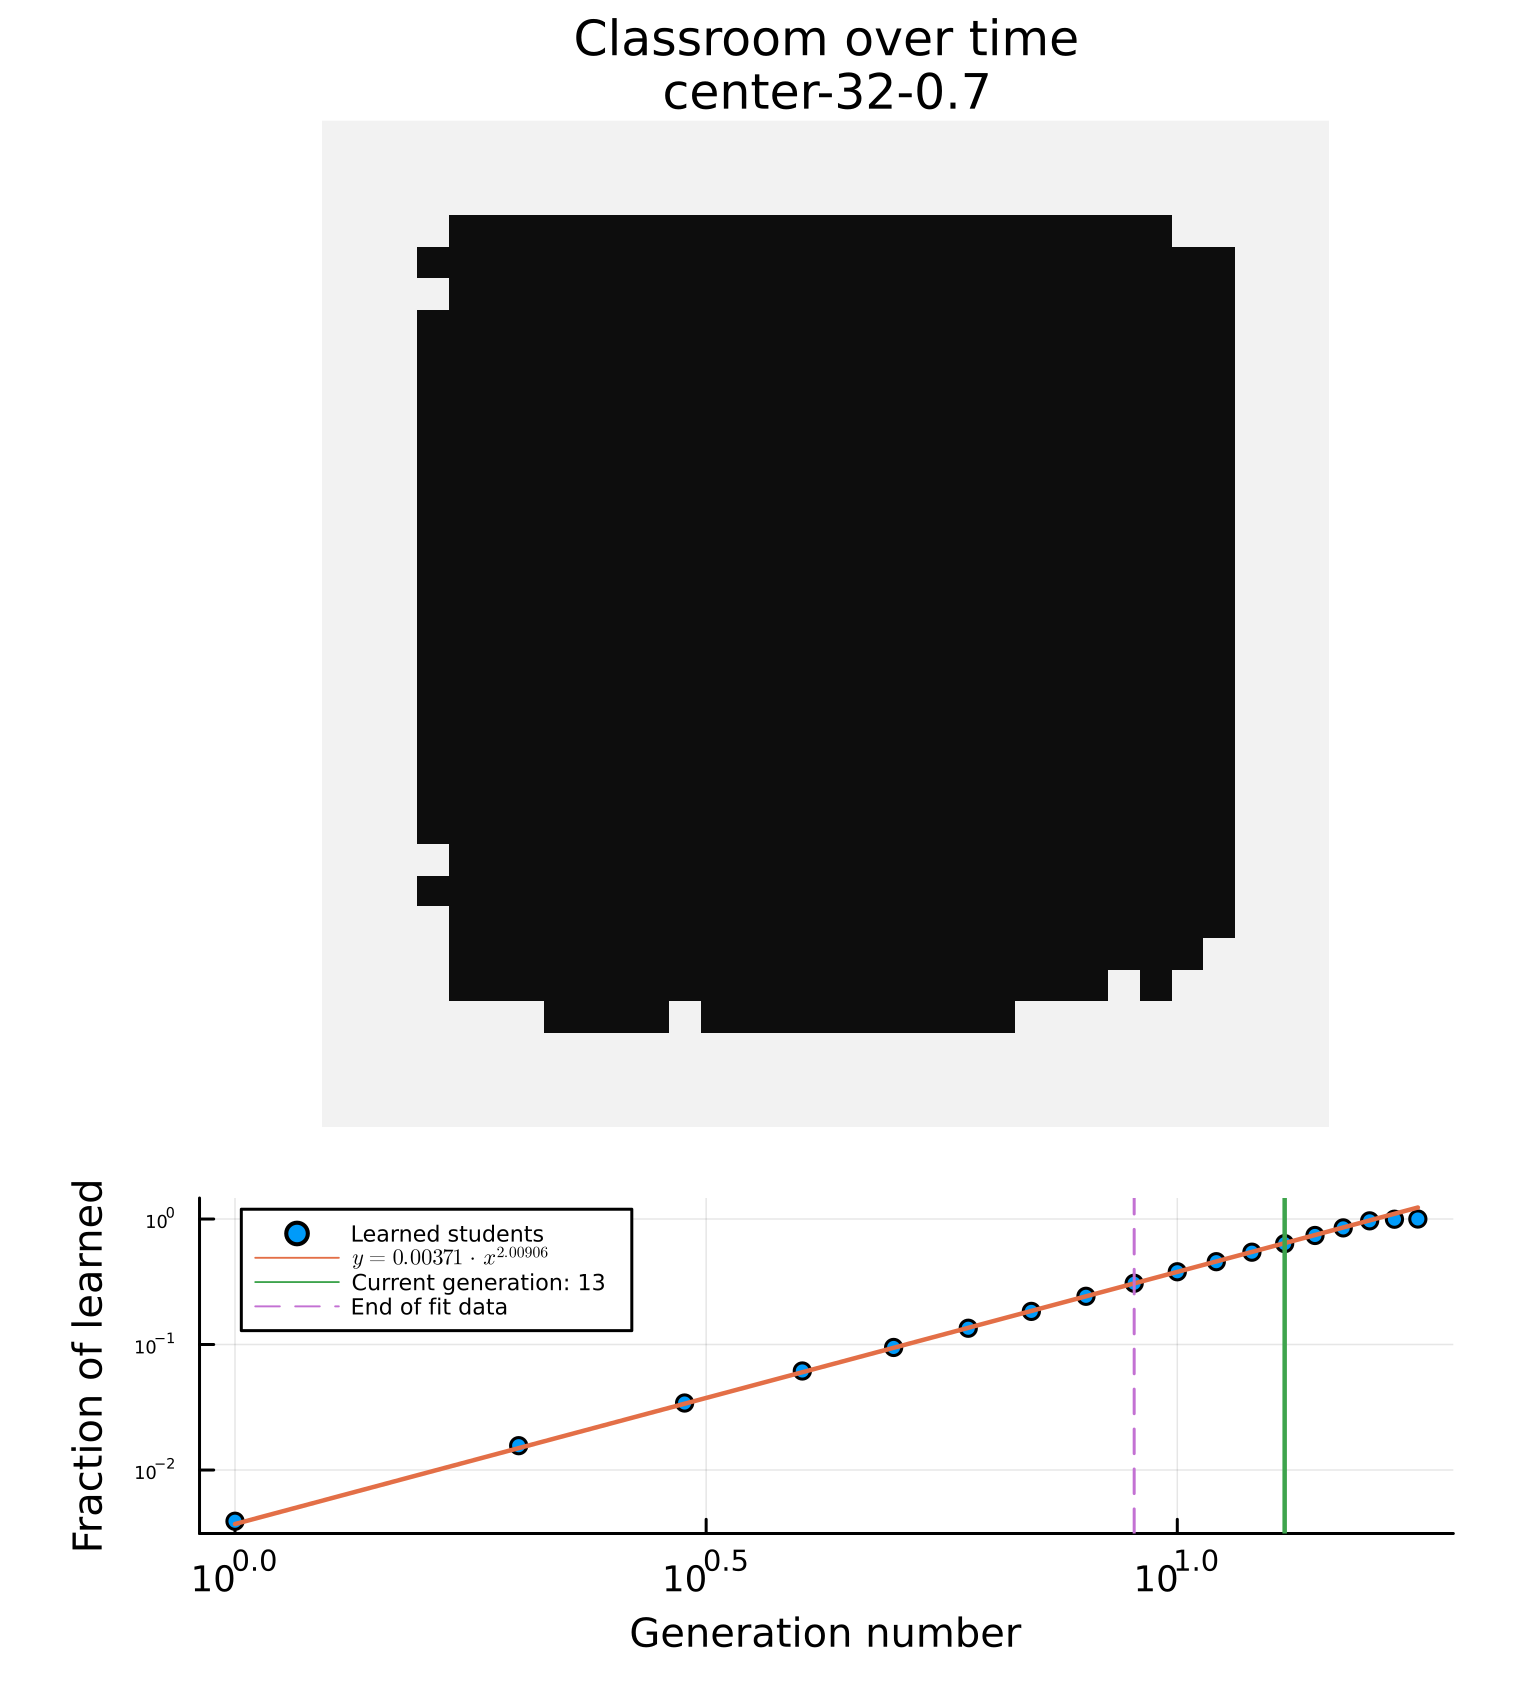 Classroom over time
center-32-0.7
Fraction of learned
10⁰
10⁻¹
10⁻²
Learned students
y = 0.00371 · x^2.00906
Current generation: 13
End of fit data
10^0.0 10^0.5 10^1.0
Generation number